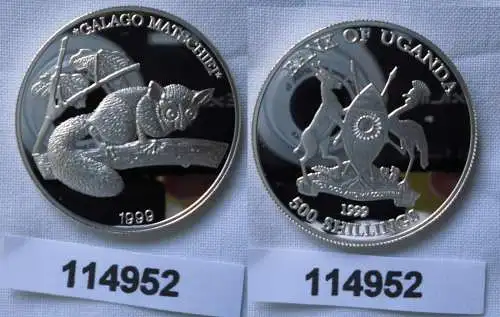 *GALAGO MATSCHIEI*
1999
114952
BANK OF UGANDA
1999
500 SHILLINGS
114952